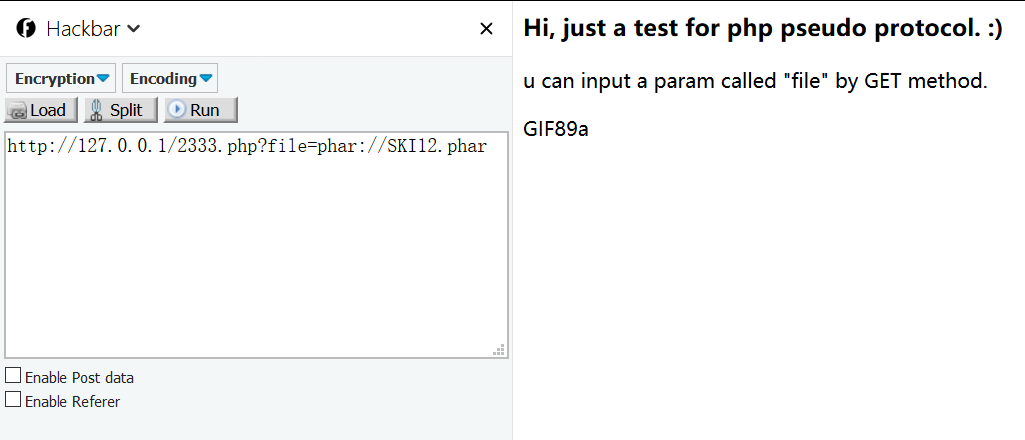 Hackbar
Encryption Encoding
Load Split Run
http://127.0.0.1/2333.php?file=phar://SKI12.phar
Enable Post data
Enable Referer
Hi, just a test for php pseudo protocol. :)
u can input a param called "file" by GET method.
GIF89a